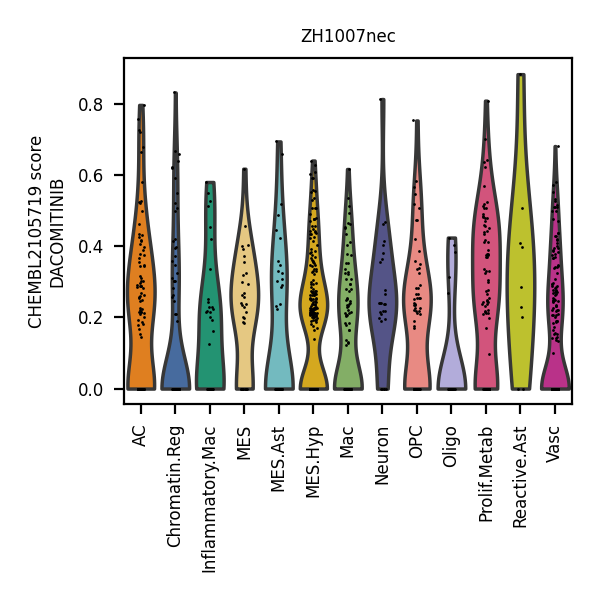 ZH1007nec
CHEMBL2105719 score
DACOMITINIB
0.8
0.6
0.4
0.2
0.0
AC
Chromatin.Reg
Inflammatory.Mac
MES
MES.Ast
MES.Hyp
Mac
Neuron
OPC
Oligo
Prolif.Metab
Reactive.Ast
Vasc